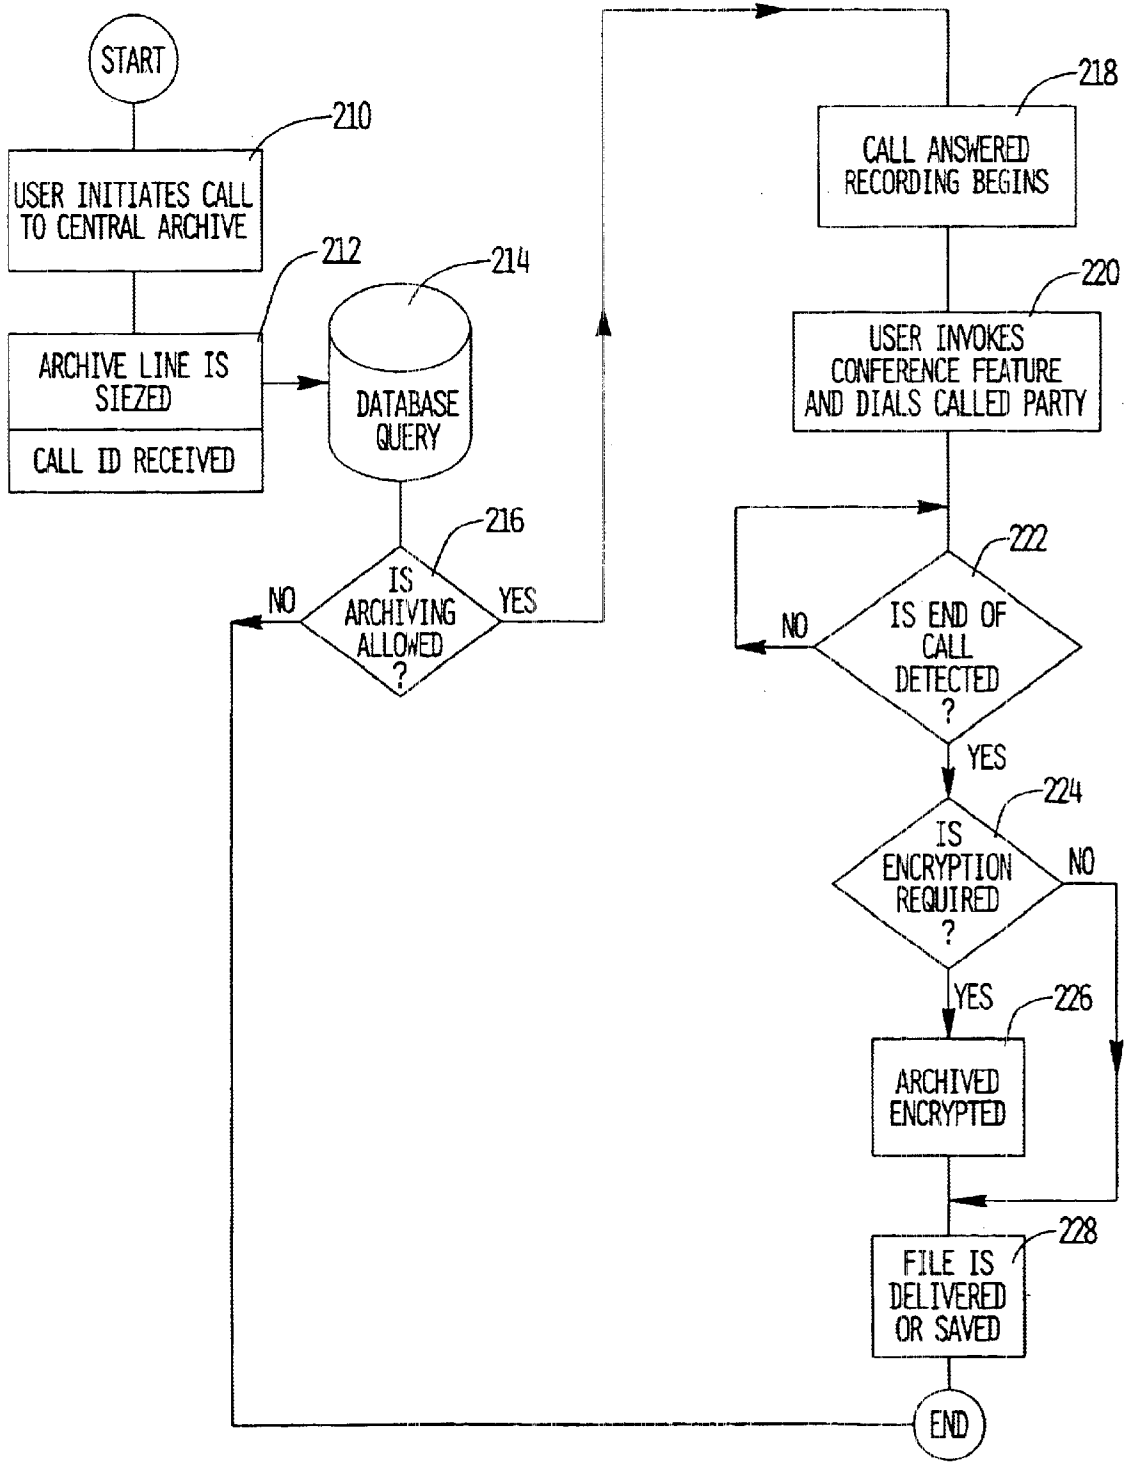 START
210
USER INITIATES CALL
TO CENTRAL ARCHIVE
212
ARCHIVE LINE IS
SIEZED
CALL ID RECEIVED
214
DATABASE
QUERY
216
IS
ARCHIVING
ALLOWED
?
NO
YES
218
CALL ANSWERED
RECORDING BEGINS
220
USER INVOKES
CONFERENCE FEATURE
AND DIALS CALLED PARTY
222
IS END OF
CALL
DETECTED
?
NO
YES
224
IS
ENCRYPTION
REQUIRED
?
NO
YES
226
ARCHIVED
ENCRYPTED
228
FILE IS
DELIVERED
OR SAVED
END